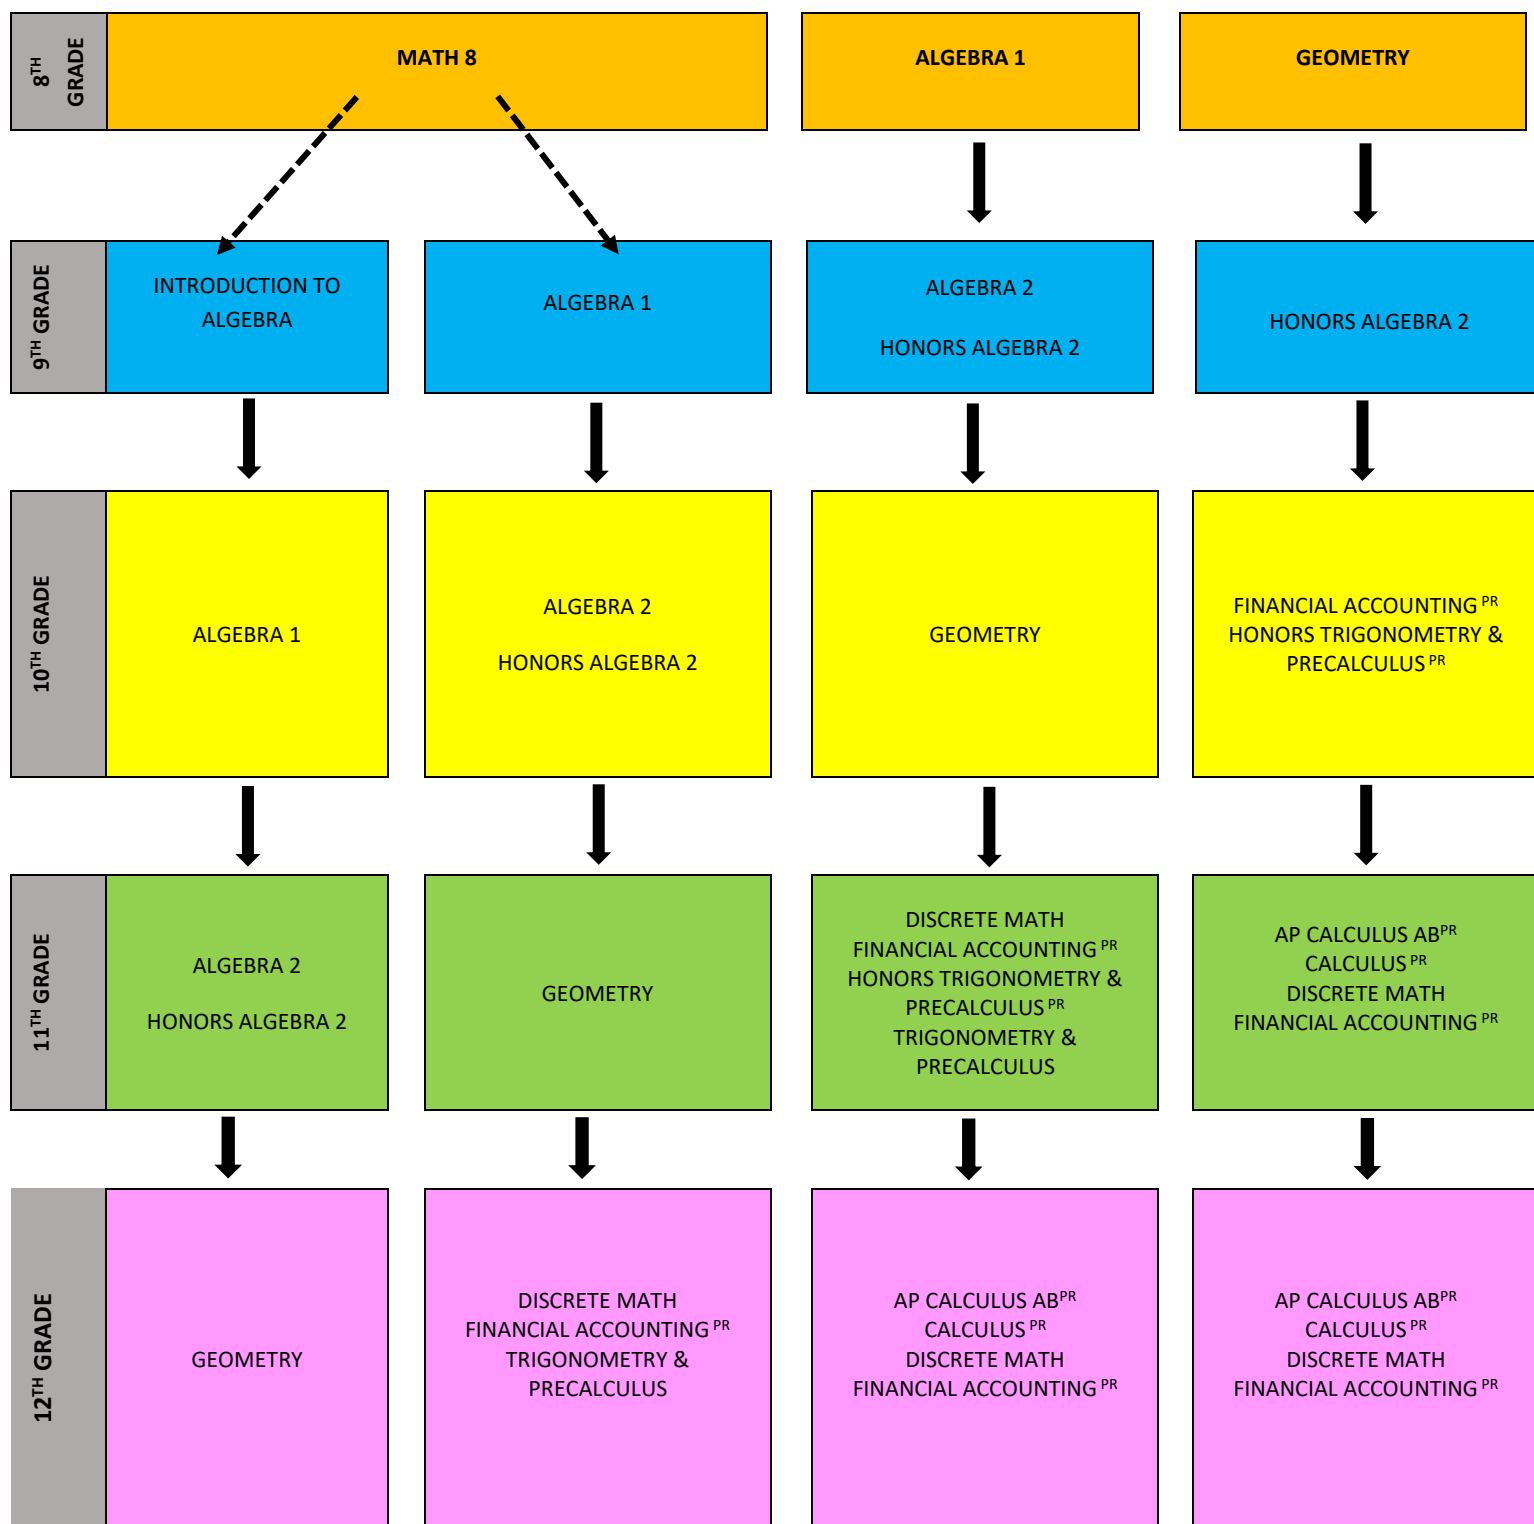 8TH
GRADE
MATH 8
ALGEBRA 1
GEOMETRY
9TH GRADE
INTRODUCTION TO
ALGEBRA
ALGEBRA 1
ALGEBRA 2
HONORS ALGEBRA 2
HONORS ALGEBRA 2
10TH GRADE
ALGEBRA 1
ALGEBRA 2
HONORS ALGEBRA 2
GEOMETRY
FINANCIAL ACCOUNTING PR
HONORS TRIGONOMETRY &
PRECALCULUS PR
11TH GRADE
ALGEBRA 2
HONORS ALGEBRA 2
GEOMETRY
DISCRETE MATH
FINANCIAL ACCOUNTING PR
HONORS TRIGONOMETRY &
PRECALCULUS PR
TRIGONOMETRY &
PRECALCULUS
AP CALCULUS ABPR
CALCULUS PR
DISCRETE MATH
FINANCIAL ACCOUNTING PR
12TH GRADE
GEOMETRY
DISCRETE MATH
FINANCIAL ACCOUNTING PR
TRIGONOMETRY &
PRECALCULUS
AP CALCULUS ABPR
CALCULUS PR
DISCRETE MATH
FINANCIAL ACCOUNTING PR
AP CALCULUS ABPR
CALCULUS PR
DISCRETE MATH
FINANCIAL ACCOUNTING PR